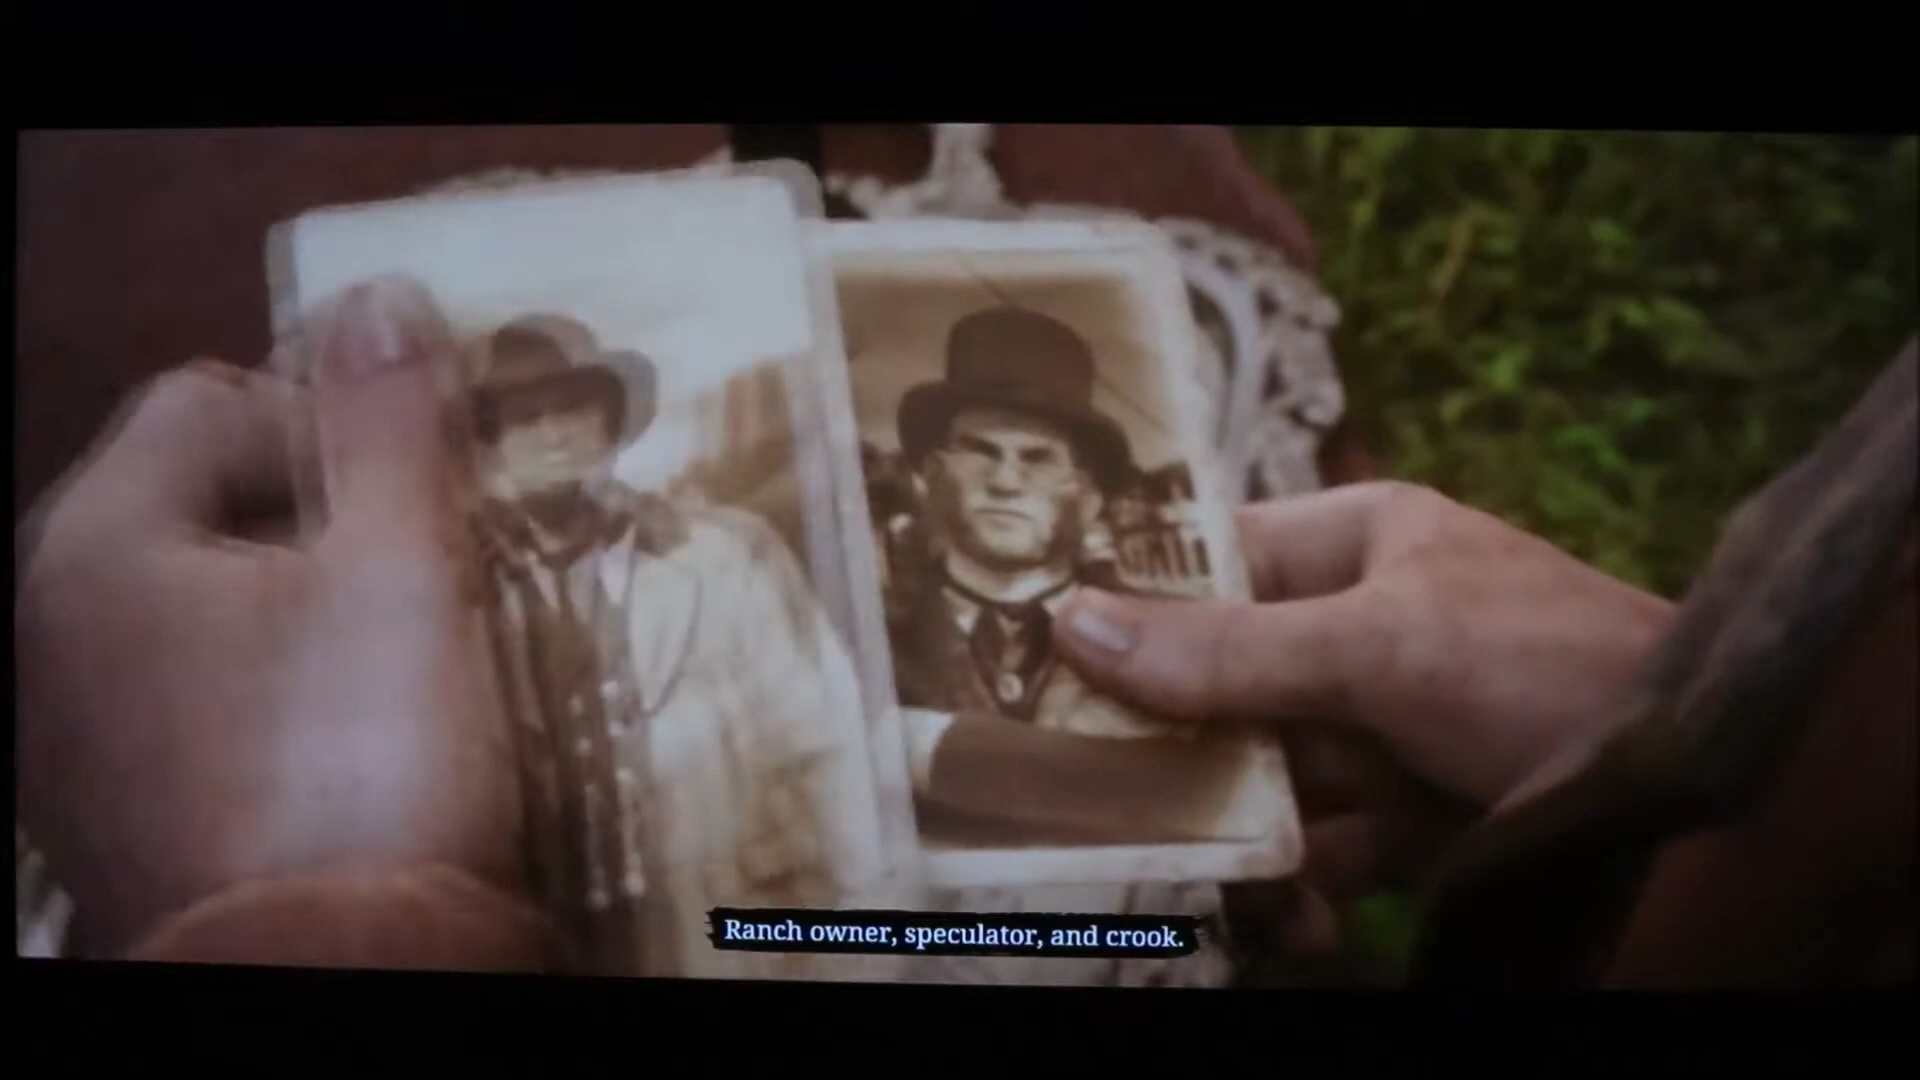 Ranch owner, speculator, and crook.